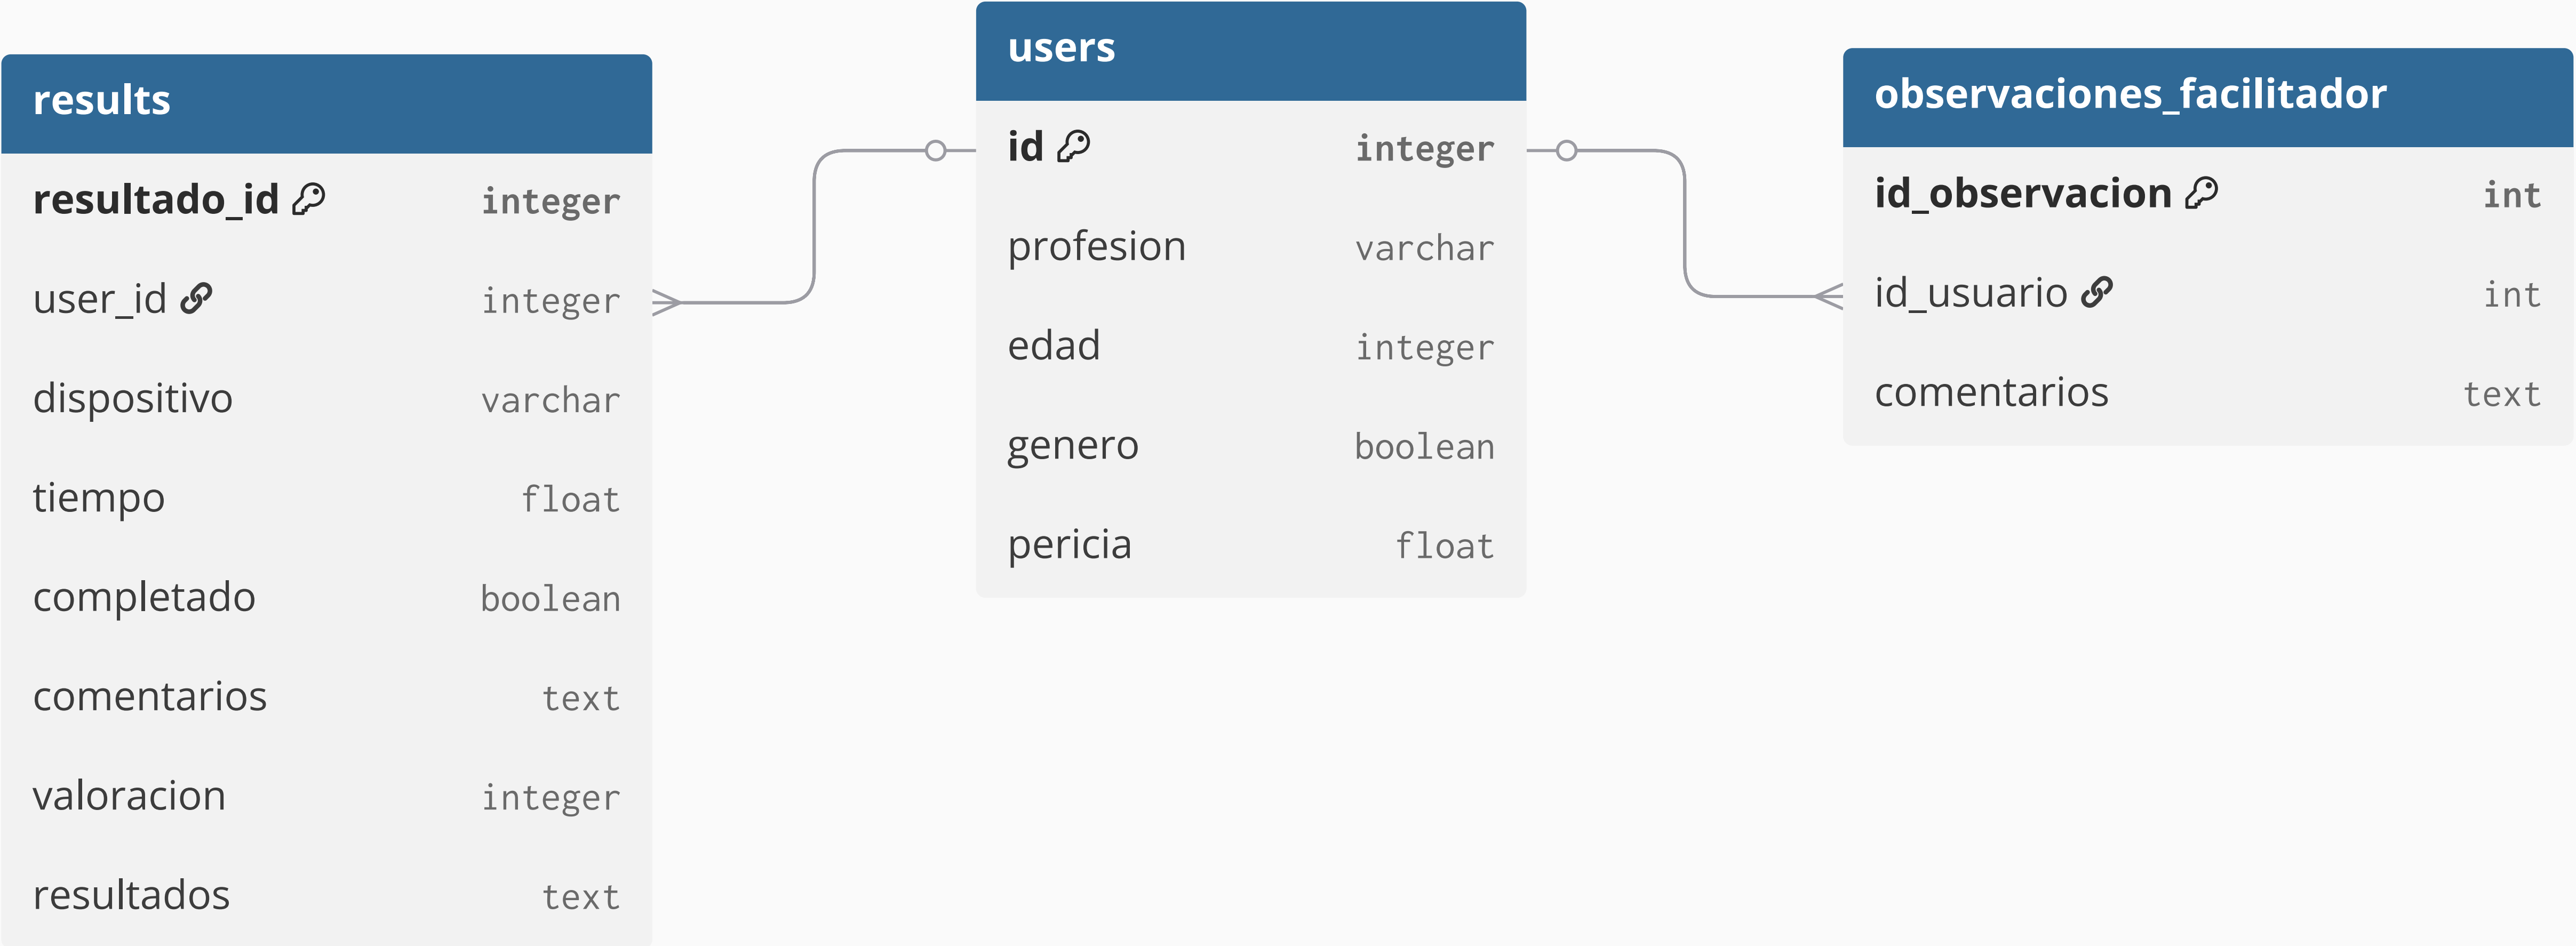 results
resultado_id integer
user_id integer
dispositivo varchar
tiempo float
completado boolean
comentarios text
valoracion integer
resultados text
users
id integer
profesion varchar
edad integer
genero boolean
pericia float
observaciones_facilitador
id_observacion int
id_usuario int
comentarios text